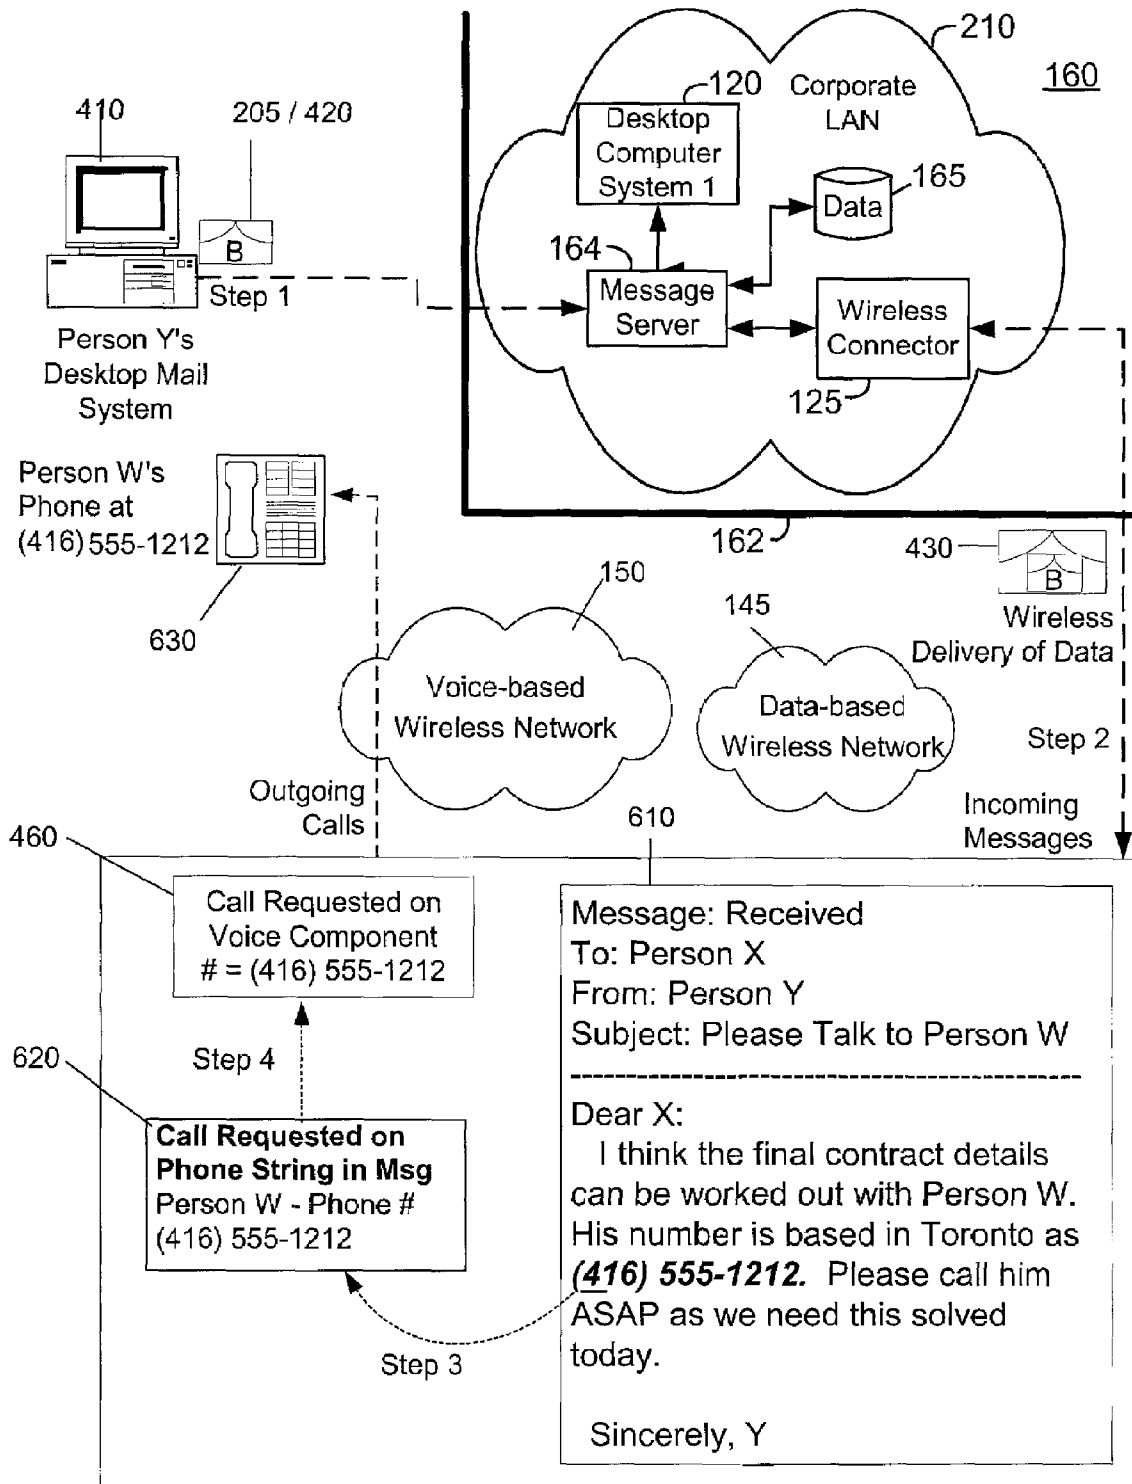 210
160
410
205 / 420
120
Corporate
LAN
Desktop
Computer
System 1
165
Data
B
Step 1
164
Message
Server
Wireless
Connector
125
Person Y's
Desktop Mail
System
Person W's
Phone at
(416) 555-1212
630
162
430
B
Wireless
Delivery of Data
150
145
Voice-based
Wireless Network
Data-based
Wireless Network
Step 2
Outgoing
Calls
Incoming
Messages
460
610
Call Requested on
Voice Component
# = (416) 555-1212
Step 4
620
Call Requested on
Phone String in Msg
Person W - Phone #
(416) 555-1212
Step 3
Message: Received
To: Person X
From: Person Y
Subject: Please Talk to Person W
Dear X:
I think the final contract details
can be worked out with Person W.
His number is based in Toronto as
(416) 555-1212. Please call him
ASAP as we need this solved
today.
Sincerely, Y